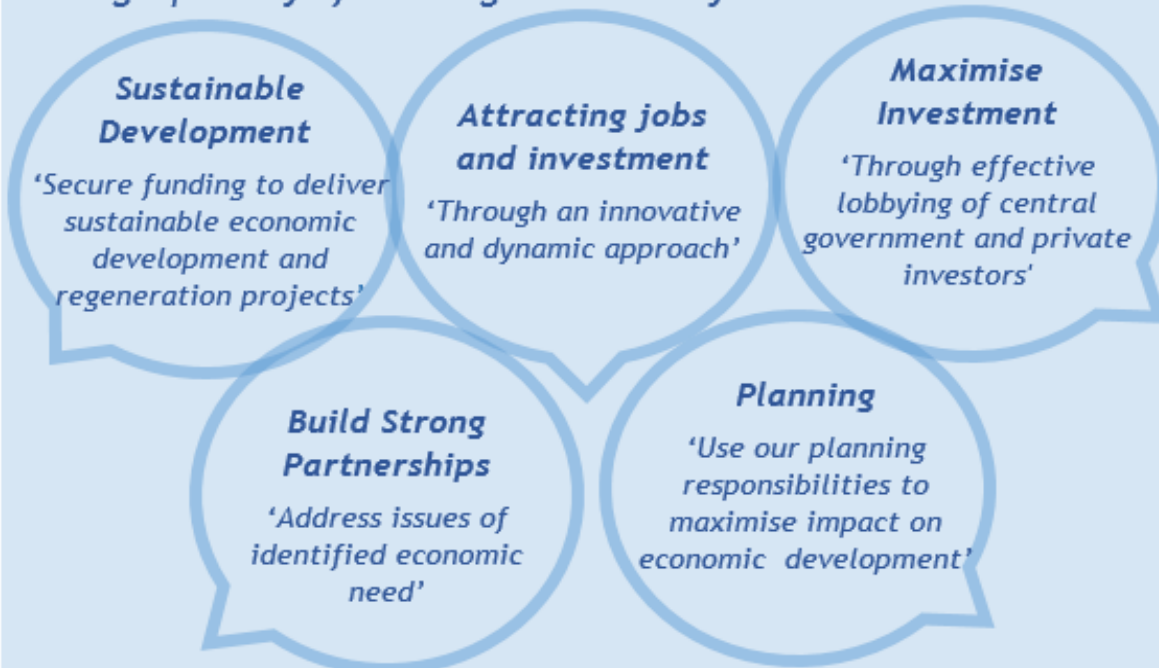 Sustainable
Development
‘Secure funding to deliver
sustainable economic
development and
regeneration projects’
Attracting jobs
and investment
‘Through an innovative
and dynamic approach’
Maximise
Investment
‘Through effective
lobbying of central
government and private
investors'
Build Strong
Partnerships
‘Address issues of
identified economic
need’
Planning
‘Use our planning
responsibilities to
maximise impact on
economic development’